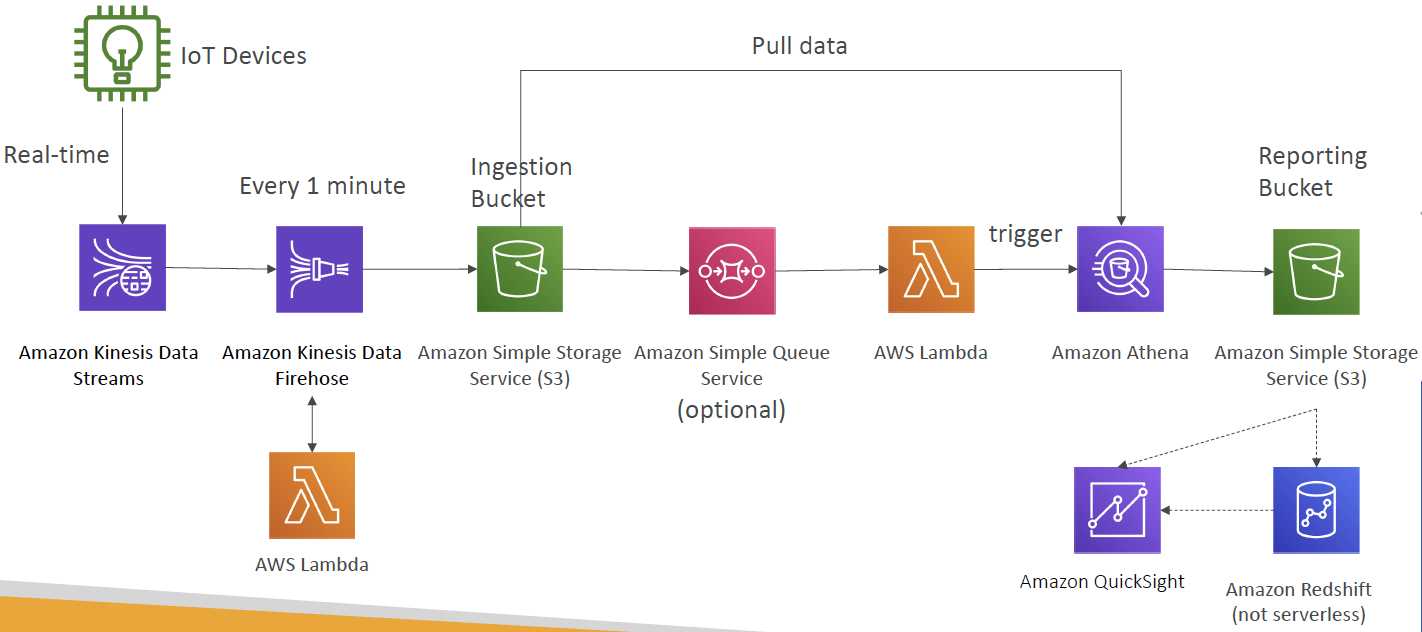 IoT Devices
Pull data
Real-time
Every 1 minute
Ingestion
Bucket
Reporting
Bucket
trigger
Amazon Kinesis Data
Streams
Amazon Kinesis Data
Firehose
Amazon Simple Storage
Service (S3)
Amazon Simple Queue
Service
(optional)
AWS Lambda
Amazon Athena
Amazon Simple Storage
Service (S3)
AWS Lambda
Amazon QuickSight
Amazon Redshift
(not serverless)